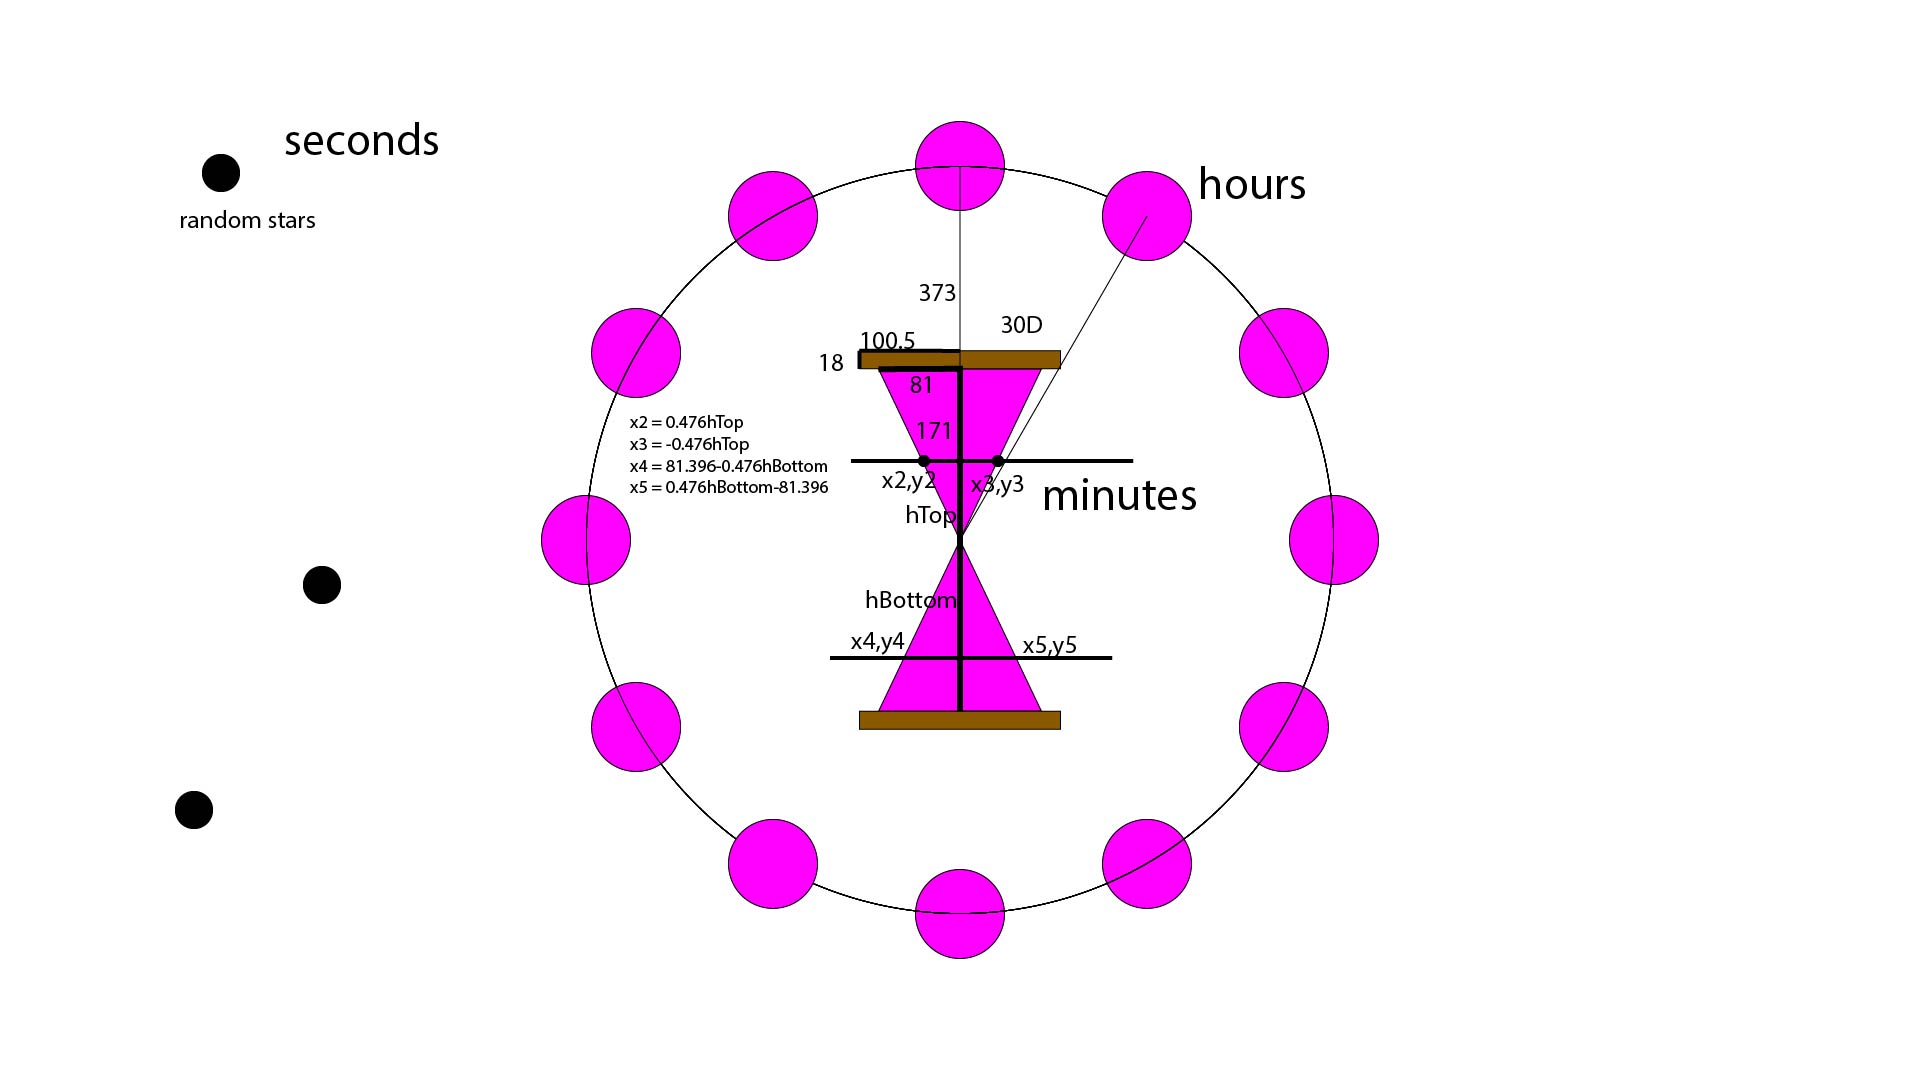 seconds
random stars
hours
373
30D
100.5
18
81
171
x2 = 0.476hTop
x3 = -0.476hTop
x4 = 81.396-0.476hBottom
x5 = 0.476hBottom-81.396
x2,y2
x3,y3
minutes
hTop
hBottom
x4,y4
x5,y5